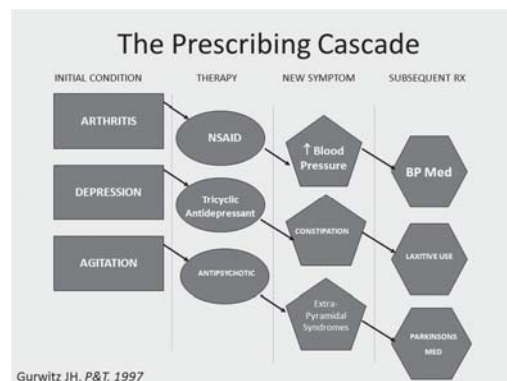 The Prescribing Cascade
INITIAL CONDITION THERAPY NEW SYMPTOM SUBSEQUENT RX
ARTHRITIS
NSAID
↑ Blood
Pressure
BP Med
DEPRESSION
Tricyclic
Antidepressant
CONSTIPATION
LAXITIVE USE
AGITATION
ANTIPSYCHOTIC
Extra-
Pyramidal
Syndromes
PARKINSONS
MED
Gurwitz JH. P&T. 1997